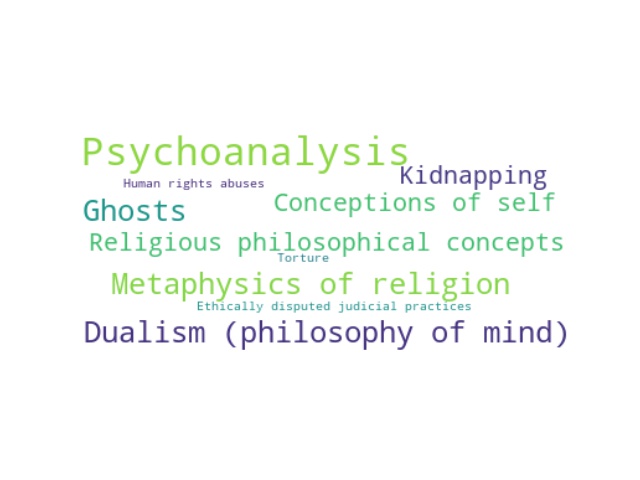 Psychoanalysis
Kidnapping
Human rights abuses
Conceptions of self
Ghosts
Religious philosophical concepts
Torture
Metaphysics of religion
Ethically disputed judicial practices
Dualism (philosophy of mind)